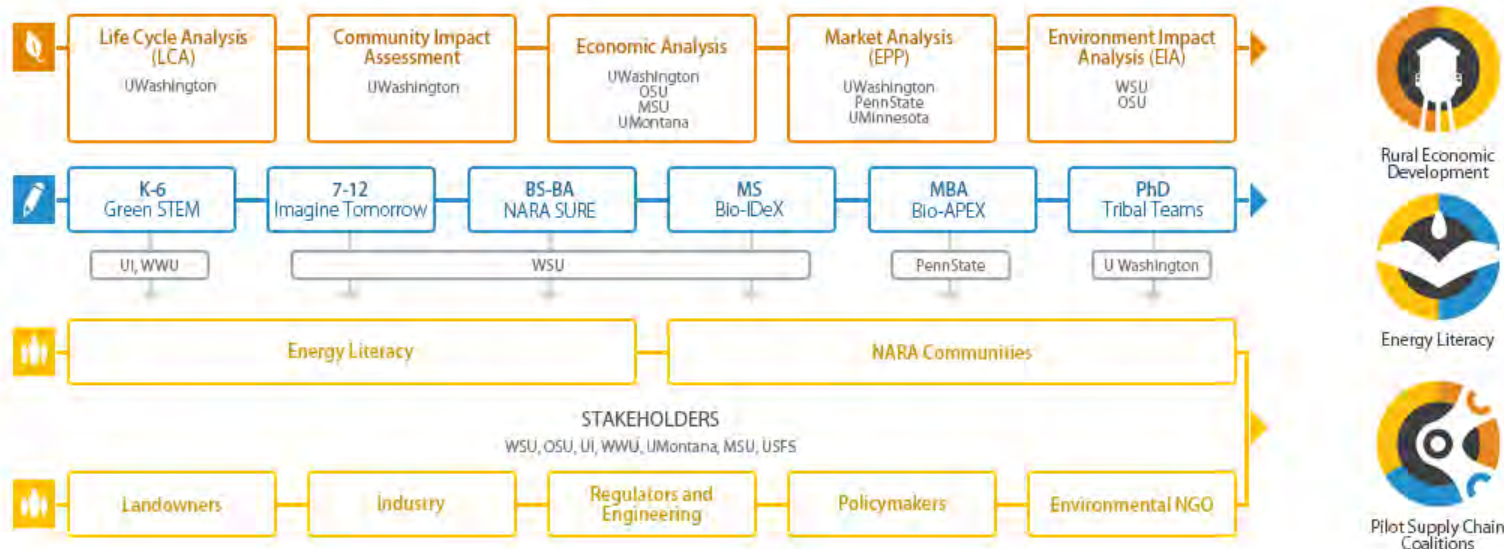 Life Cycle Analysis
(LCA)
UWashington
Community Impact
Assessment
UWashington
Economic Analysis
UWashington
OSU
MSU
UMontana
Market Analysis
(EPP)
UWashington
PennState
UMinnesota
Environment Impact
Analysis (EIA)
WSU
OSU
K-6
Green STEM
7-12
Imagine Tomorrow
BS-BA
NARA SURE
MS
Bio-IDeX
MBA
Bio-APEX
PhD
Tribal Teams
UI, WWU
WSU
PennState
U Washington
Energy Literacy
NARA Communities
STAKEHOLDERS
WSU, OSU, UI, WWU, UMontana, MSU, USFS
Landowners
Industry
Regulators and
Engineering
Policymakers
Environmental NGO
Rural Economic
Development
Energy Literacy
Pilot Supply Chain
Coalitions